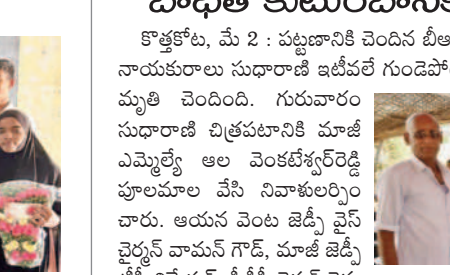 బాధిత కుటుంబానిక
కొత్తకోట, మే 2 : పట్టణానికి చెందిన బీఆ
నాయకురాలు సుధారాణి ఇటీవలే గుండెపో
మృతి చెందింది. గురువారం
సుధారాణి చిత్రపటానికి మాజీ
ఎమ్మెల్యే ఆల వెంకటేశ్వర్‌రెడ్డి
పూలమాల వేసి నివాళులర్పిం
చారు. ఆయన వెంట జెడ్పీ వైస్
చైర్మన్ వామన్ గౌడ్, మాజీ జెడ్పీ